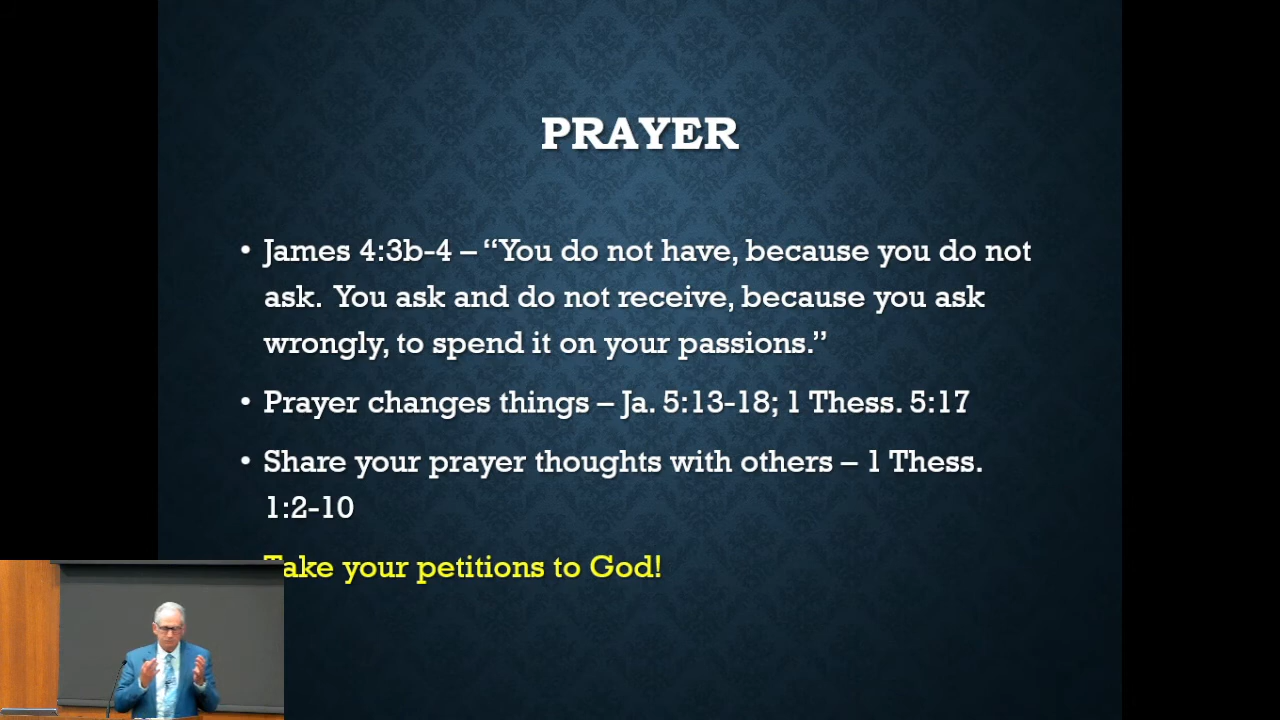 PRAYER
• James 4:3b-4 – “You do not have, because you do not
ask.  You ask and do not receive, because you ask
wrongly, to spend it on your passions.”
• Prayer changes things – Ja. 5:13-18; 1 Thess. 5:17
• Share your prayer thoughts with others – 1 Thess.
1:2-10
Take your petitions to God!